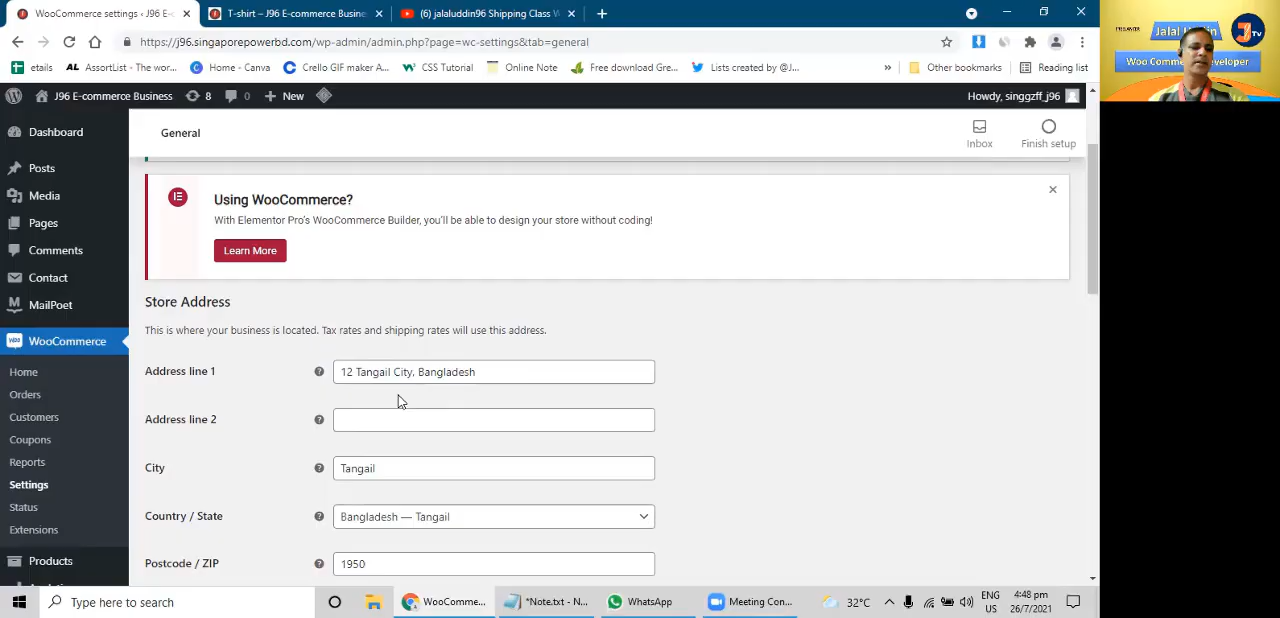 WooCommerce settings ‹ J96 E-co
T-shirt – J96 E-commerce Busine
(6) jalaluddin96 Shipping Class
https://j96.singaporepowerbd.com/wp-admin/admin.php?page=wc-settings&tab=general
etails
AL AssortList - The wor...
Home - Canva
Crello GIF maker A...
CSS Tutorial
Online Note
Free download Gre...
Lists created by @J...
»
Other bookmarks
Reading list
J96 E-commerce Business
8
0
+ New
Howdy, singgzff_j96
Jalal Uddin
TV
Woo Commerce Developer
Dashboard
Posts
Media
Pages
Comments
Contact
MailPoet
WooCommerce
Home
Orders
Customers
Coupons
Reports
Settings
Status
Extensions
Products
General
Inbox
Finish setup
Using WooCommerce?
With Elementor Pro's WooCommerce Builder, you'll be able to design your store without coding!
Learn More
Store Address
This is where your business is located. Tax rates and shipping rates will use this address.
Address line 1
12 Tangail City, Bangladesh
Address line 2
City
Tangail
Country / State
Bangladesh — Tangail
Postcode / ZIP
1950
Type here to search
WooComme...
*Note.txt - N...
WhatsApp
Meeting Con...
32°C
ENG
US
4:48 pm
26/7/2021